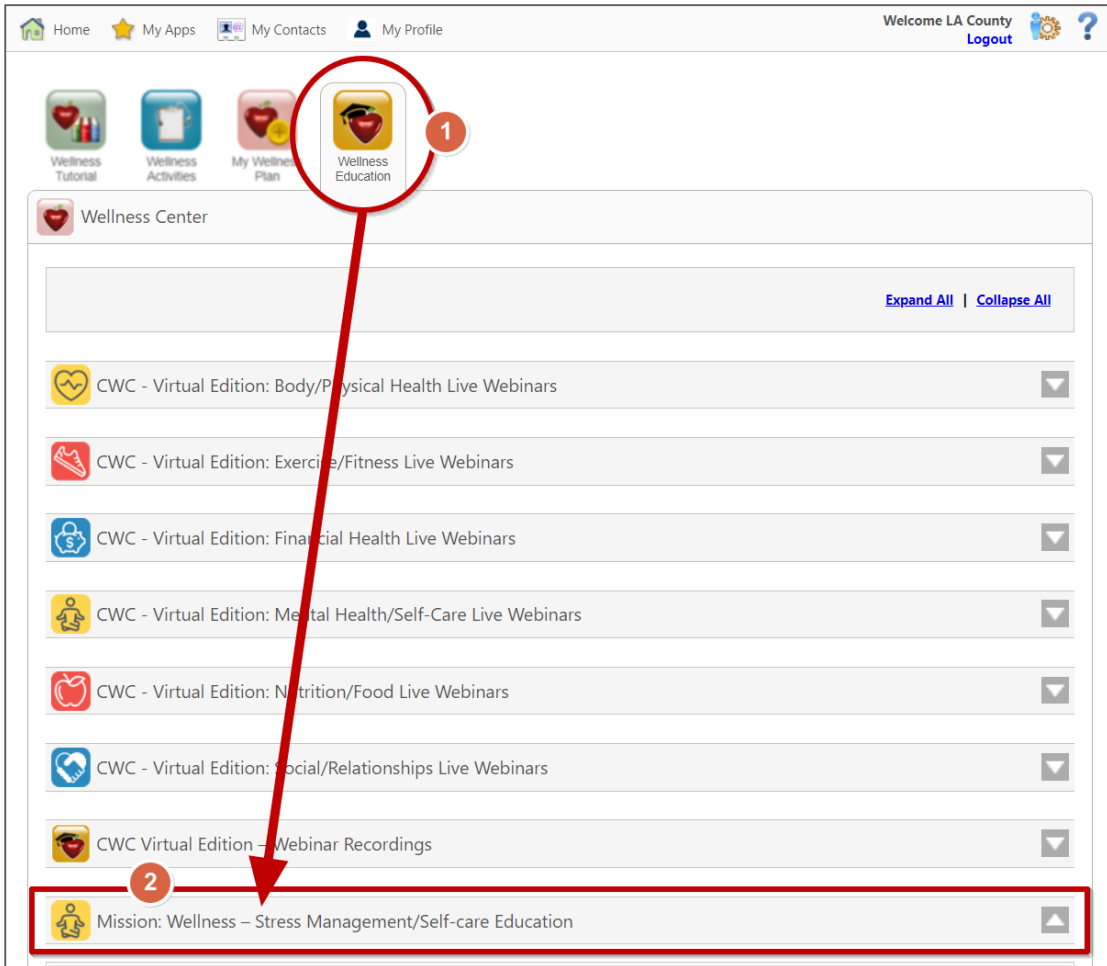 Home My Apps My Contacts My Profile
Welcome LA County
Logout
?
1
Wellness
Tutorial
Wellness
Activities
My Wellness
Plan
Wellness
Education
Wellness Center
Expand All | Collapse All
CWC - Virtual Edition: Body/Physical Health Live Webinars
CWC - Virtual Edition: Exercise/Fitness Live Webinars
CWC - Virtual Edition: Financial Health Live Webinars
CWC - Virtual Edition: Mental Health/Self-Care Live Webinars
CWC - Virtual Edition: Nutrition/Food Live Webinars
CWC - Virtual Edition: Social/Relationships Live Webinars
CWC Virtual Edition – Webinar Recordings
2
Mission: Wellness – Stress Management/Self-care Education